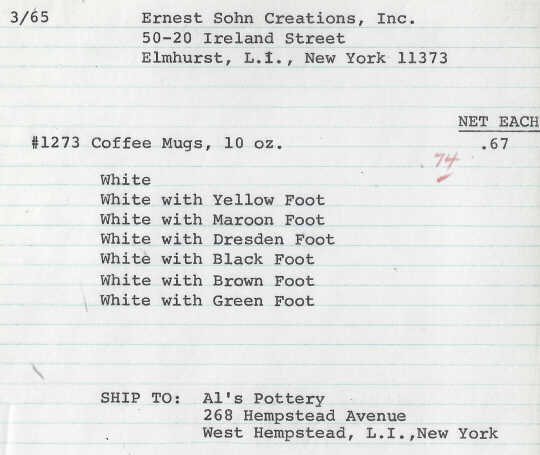 3/65 Ernest Sohn Creations, Inc.
50-20 Ireland Street
Elmhurst, L.I., New York 11373
NET EACH
#1273 Coffee Mugs, 10 oz. .67
74
White
White with Yellow Foot
White with Maroon Foot
White with Dresden Foot
White with Black Foot
White with Brown Foot
White with Green Foot
SHIP TO: Al's Pottery
268 Hempstead Avenue
West Hempstead, L.I.,New York